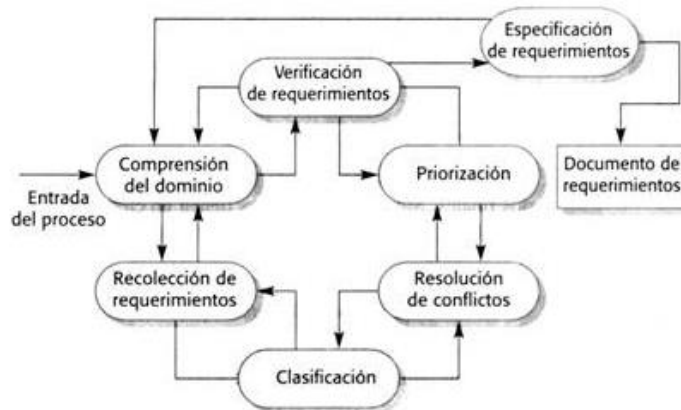 Especificación
de requerimientos
Verificación
de requerimientos
Comprensión
del dominio
Priorización
Documento de
requerimientos
Entrada
del proceso
Recolección de
requerimientos
Resolución
de conflictos
Clasificación